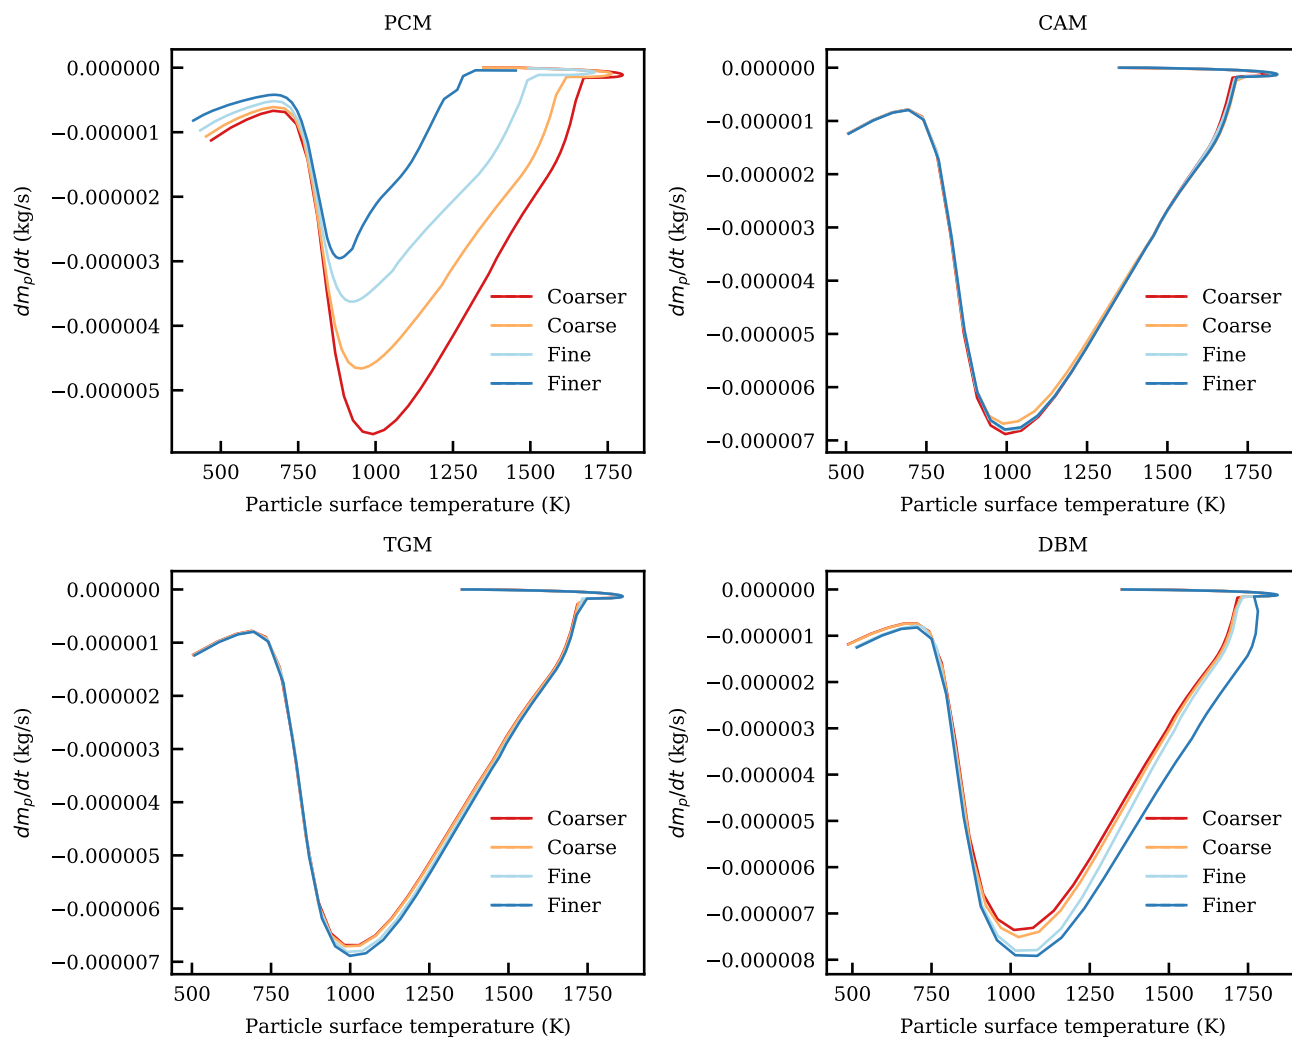 PCM
0.000000
−0.000001
−0.000002
−0.000003
−0.000004
−0.000005
dm_p/dt (kg/s)
Coarser
Coarse
Fine
Finer
500 750 1000 1250 1500 1750
Particle surface temperature (K)
CAM
0.000000
−0.000001
−0.000002
−0.000003
−0.000004
−0.000005
−0.000006
−0.000007
dm_p/dt (kg/s)
Coarser
Coarse
Fine
Finer
500 750 1000 1250 1500 1750
Particle surface temperature (K)
TGM
0.000000
−0.000001
−0.000002
−0.000003
−0.000004
−0.000005
−0.000006
−0.000007
dm_p/dt (kg/s)
Coarser
Coarse
Fine
Finer
500 750 1000 1250 1500 1750
Particle surface temperature (K)
DBM
0.000000
−0.000001
−0.000002
−0.000003
−0.000004
−0.000005
−0.000006
−0.000007
−0.000008
dm_p/dt (kg/s)
Coarser
Coarse
Fine
Finer
500 750 1000 1250 1500 1750
Particle surface temperature (K)